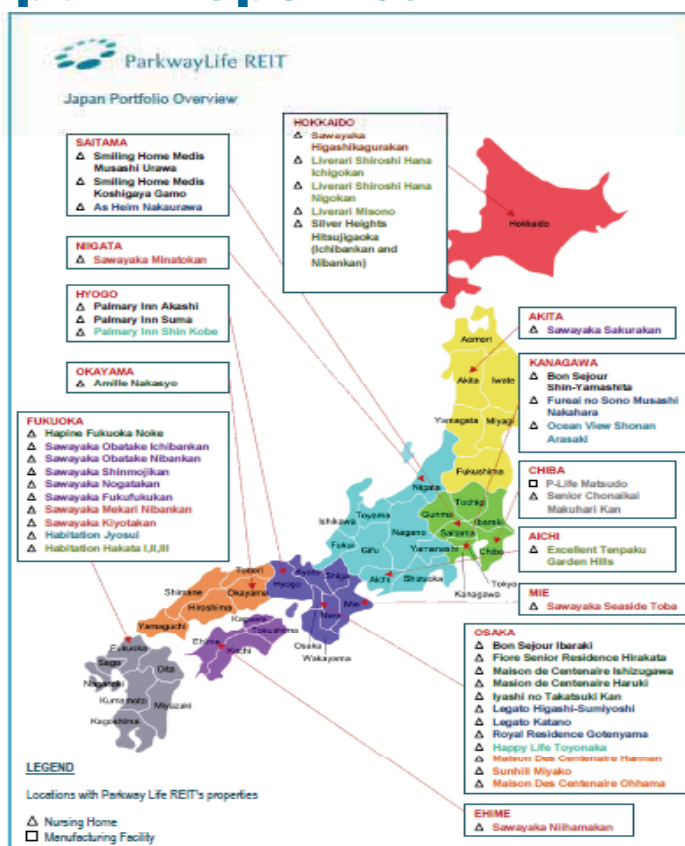 ParkwayLife REIT
Japan Portfolio Overview
SAITAMA
Δ Smiling Home Medis
Musashi Urawa
Δ Smiling Home Medis
Koshigaya Gamo
Δ As Heim Nakaurawa
NIIGATA
Δ Sawayaka Minatokan
HYOGO
Δ Palmary Inn Akashi
Δ Palmary Inn Suma
Δ Palmary Inn Shin Kobe
OKAYAMA
Δ Amille Nakasyo
FUKUOKA
Δ Hapine Fukuoka Noke
Δ Sawayaka Obatake Ichibankan
Δ Sawayaka Obatake Nibankan
Δ Sawayaka Shinmojikan
Δ Sawayaka Nogatakan
Δ Sawayaka Fukufukukan
Δ Sawayaka Mekari Nibankan
Δ Sawayaka Kiyotakan
Δ Habitation Jyosui
Δ Habitation Hakata I,II,III
HOKKAIDO
Δ Sawayaka
Higashikagurakan
Δ Liverari Shiroshi Hana
Ichigokan
Δ Liverari Shiroshi Hana
Nigokan
Δ Liverari Misono
Δ Silver Heights
Hitsujigaoka
(Ichibankan and
Nibankan)
AKITA
Δ Sawayaka Sakurakan
KANAGAWA
Δ Bon Sejour
Shin-Yamashita
Δ Fureai no Sono Musashi
Nakahara
Δ Ocean View Shonan
Arasaki
CHIBA
□ P-Life Matsudo
Δ Senior Chonaikai
Makuhari Kan
AICHI
Δ Excellent Tenpaku
Garden Hills
MIE
Δ Sawayaka Seaside Toba
OSAKA
Δ Bon Sejour Ibaraki
Δ Fiore Senior Residence Hirakata
Δ Maison de Centenaire Ishizugawa
Δ Masion de Centenaire Haruki
Δ Iyashi no Takatsuki Kan
Δ Legato Higashi-Sumiyoshi
Δ Legato Katano
Δ Royal Residence Gotenyama
Δ Happy Life Toyonaka
Δ Maison Des Centenaire Hannan
Δ Sunhill Miyako
Δ Maison Des Centenaire Ohhama
EHIME
Δ Sawayaka Niihamakan
Hokkaido
Aomori
Akita
Iwate
Yamagata
Miyagi
Fukushima
Niigata
Tochigi
Gunma
Ibaraki
Saitama
Chiba
Tokyo
Kanagawa
Ishikawa
Toyama
Nagano
Fukui
Gifu
Yamanashi
Aichi
Shizuoka
Kyoto
Shiga
Hyogo
Mie
Nara
Osaka
Wakayama
Tottori
Okayama
Shimane
Hiroshima
Yamaguchi
Kagawa
Tokushima
Ehime
Kochi
Fukuoka
Saga
Oita
Nagasaki
Kumamoto
Miyazaki
Kagoshima
LEGEND
Locations with Parkway Life REIT's properties
Δ Nursing Home
□ Manufacturing Facility